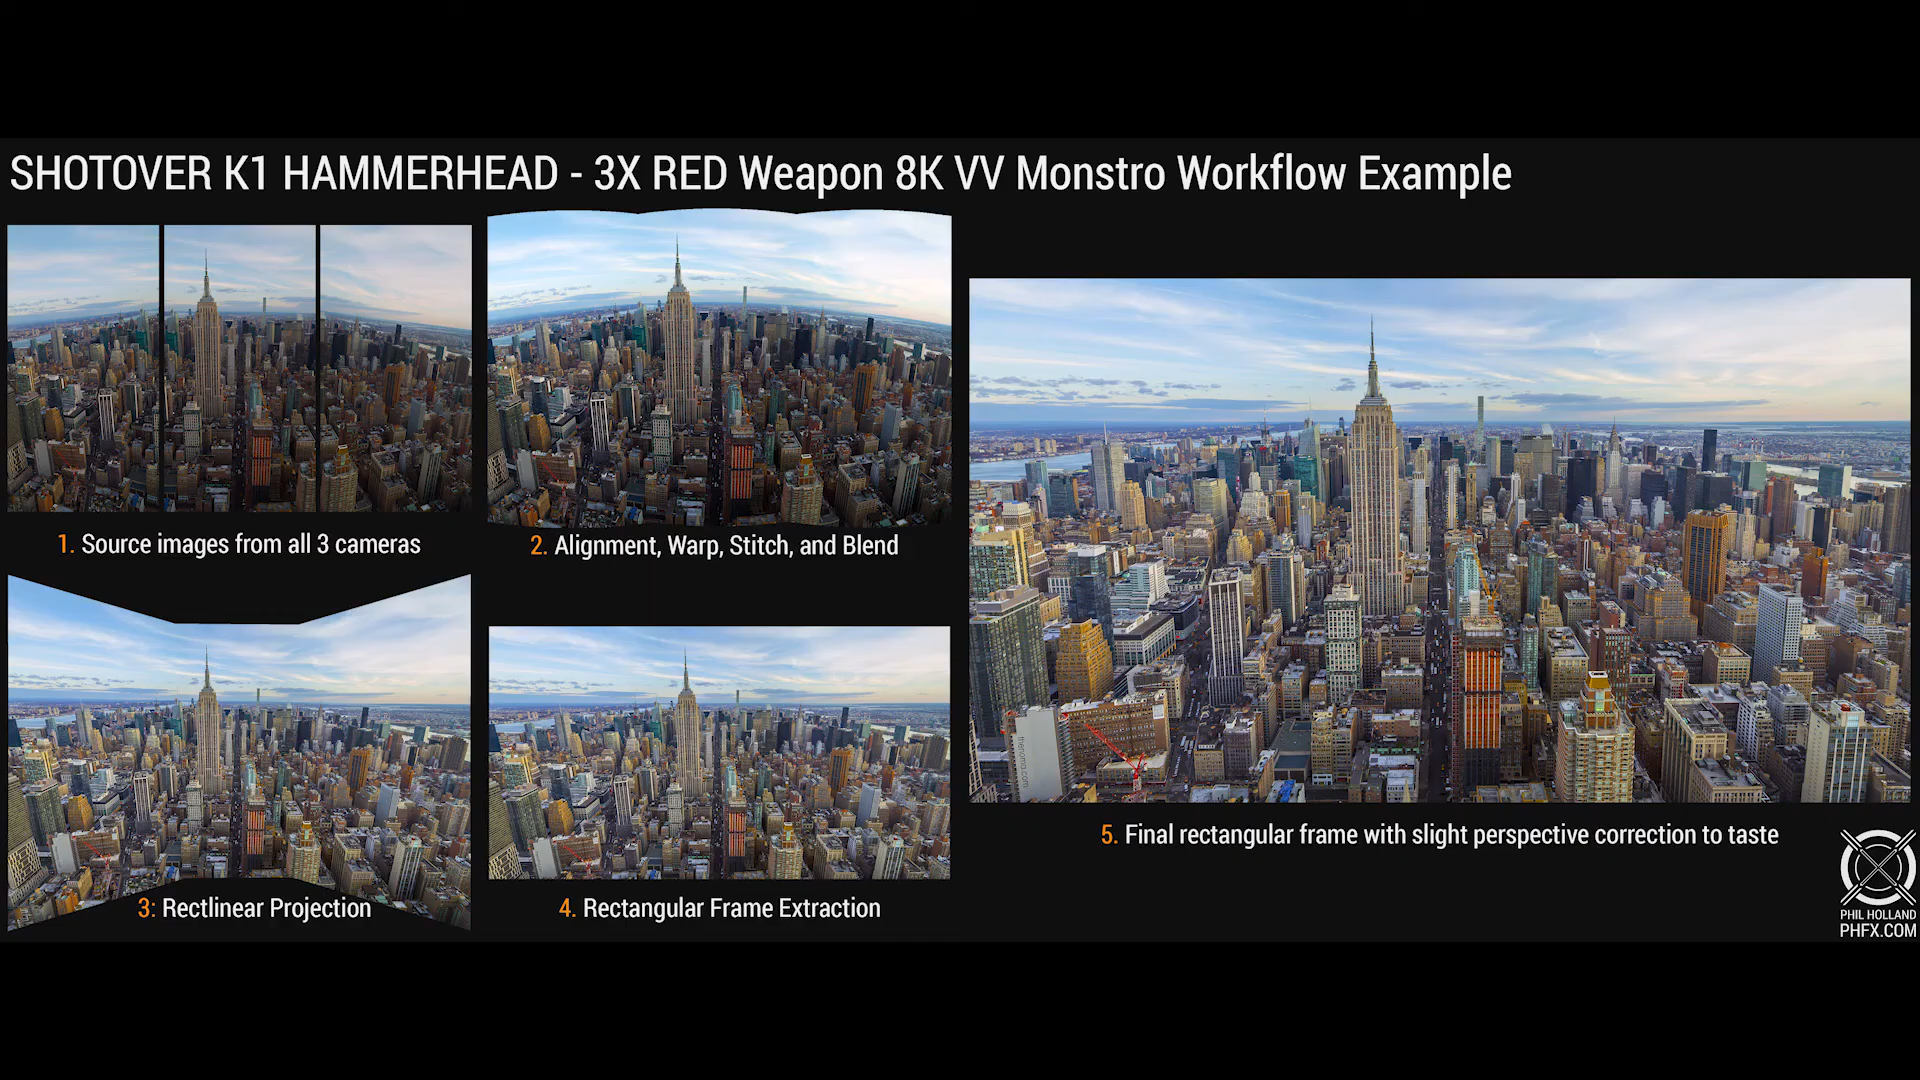 SHOTOVER K1 HAMMERHEAD - 3X RED Weapon 8K VV Monstro Workflow Example
1. Source images from all 3 cameras
2. Alignment, Warp, Stitch, and Blend
3: Rectlinear Projection
4. Rectangular Frame Extraction
5. Final rectangular frame with slight perspective correction to taste
PHIL HOLLAND
PHFX.COM